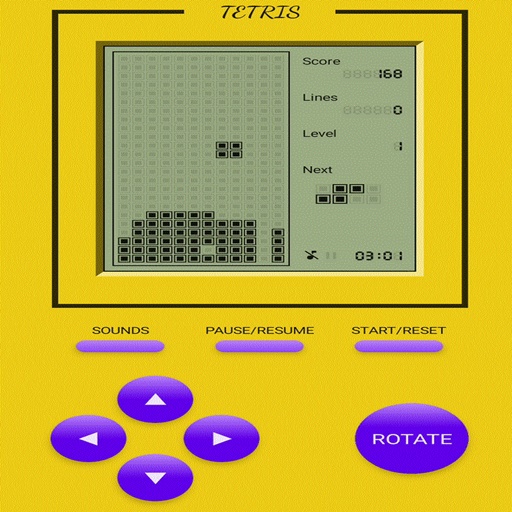 TETRIS
Score
168
Lines
0
Level
1
Next
03:01
SOUNDS
PAUSE/RESUME
START/RESET
ROTATE